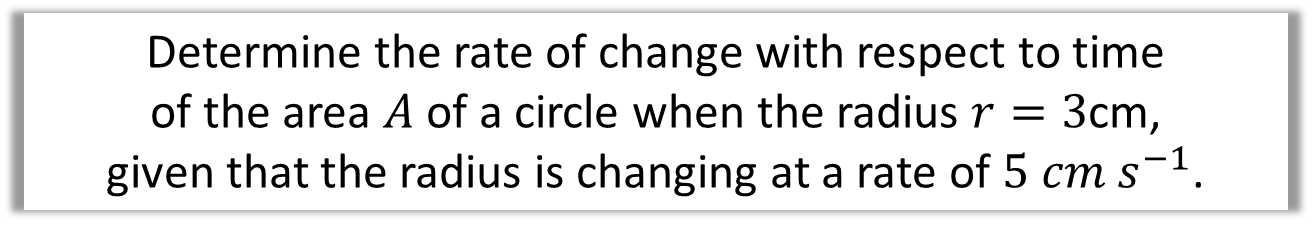 Determine the rate of change with respect to time
of the area A of a circle when the radius r = 3cm,
given that the radius is changing at a rate of 5 cm s⁻¹.